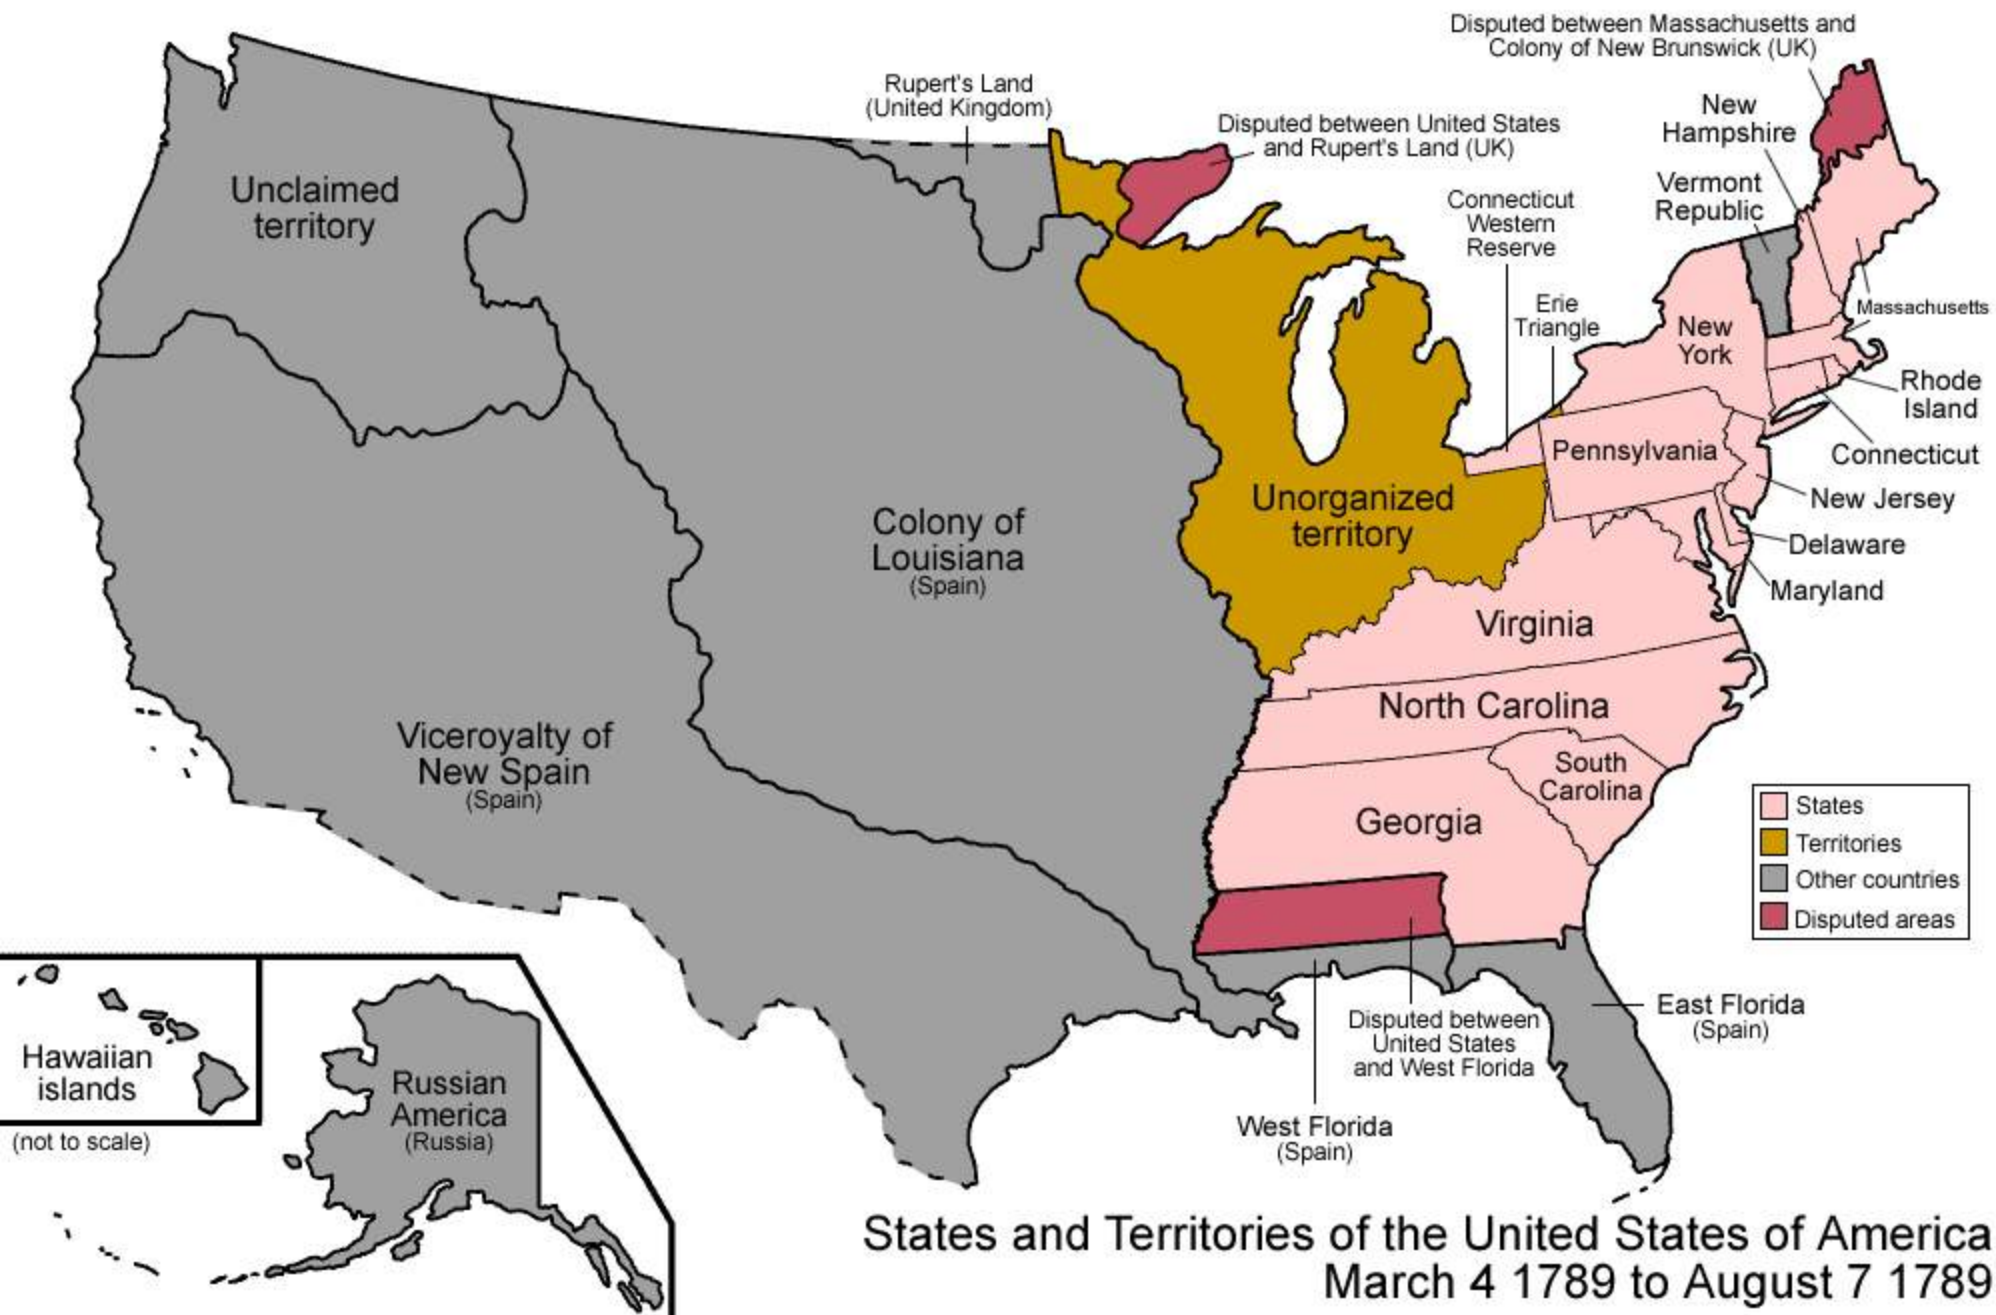 Disputed between Massachusetts and
Colony of New Brunswick (UK)
Rupert's Land
(United Kingdom)
Disputed between United States
and Rupert's Land (UK)
New
Hampshire
Vermont
Republic
Connecticut
Western
Reserve
Erie
Triangle
Unclaimed
territory
Massachusetts
New
York
Rhode
Island
Pennsylvania
Connecticut
New Jersey
Unorganized
territory
Delaware
Maryland
Colony of
Louisiana
(Spain)
Virginia
North Carolina
South
Carolina
Georgia
Viceroyalty of
New Spain
(Spain)
States
Territories
Other countries
Disputed areas
East Florida
(Spain)
Disputed between
United States
and West Florida
West Florida
(Spain)
Hawaiian
islands
(not to scale)
Russian
America
(Russia)
States and Territories of the United States of America
March 4 1789 to August 7 1789